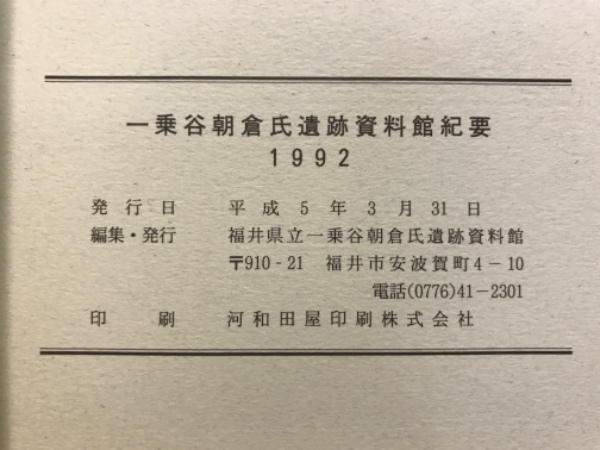 一乗谷朝倉氏遺跡資料館紀要
1992
発行日 平成5年3月31日
編集・発行 福井県立一乗谷朝倉氏遺跡資料館
〒910-21 福井市安波賀町4-10
電話(0776)41-2301
印刷 河和田屋印刷株式会社